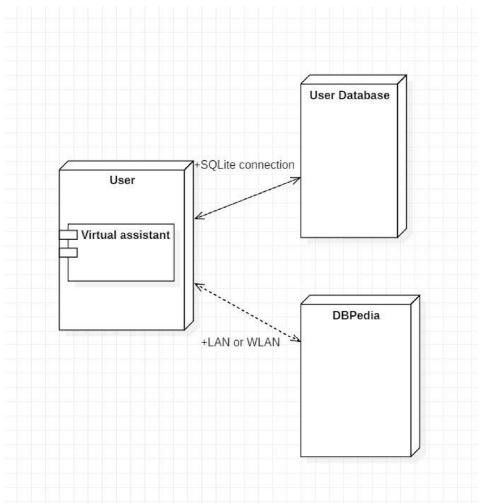 User Database
+SQLite connection
User
Virtual assistant
DBPedia
+LAN or WLAN